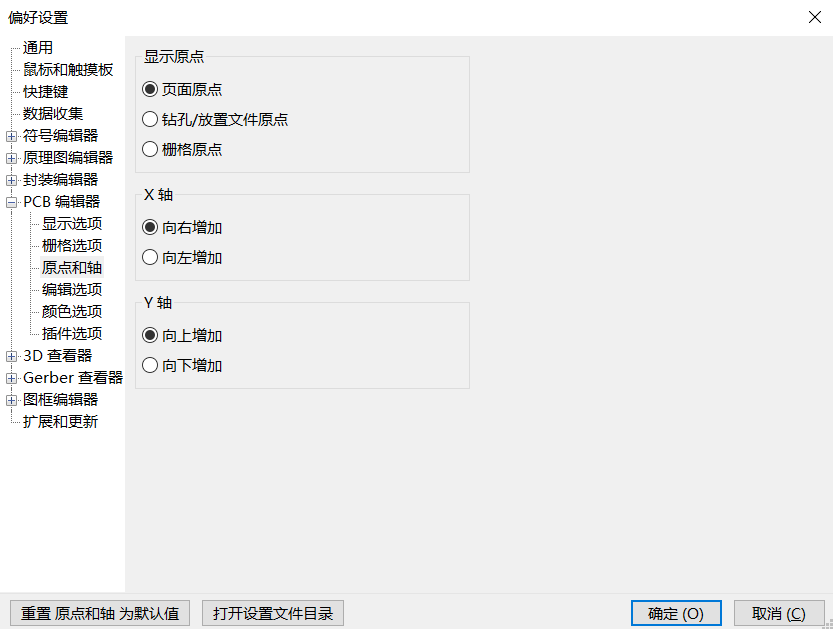 偏好设置
通用
鼠标和触摸板
快捷键
数据收集
符号编辑器
原理图编辑器
封装编辑器
PCB 编辑器
显示选项
栅格选项
原点和轴
编辑选项
颜色选项
插件选项
3D 查看器
Gerber 查看器
图框编辑器
扩展和更新
显示原点
页面原点
钻孔/放置文件原点
栅格原点
X 轴
向右增加
向左增加
Y 轴
向上增加
向下增加
重置 原点和轴 为默认值
打开设置文件目录
确定 (O)
取消 (C)